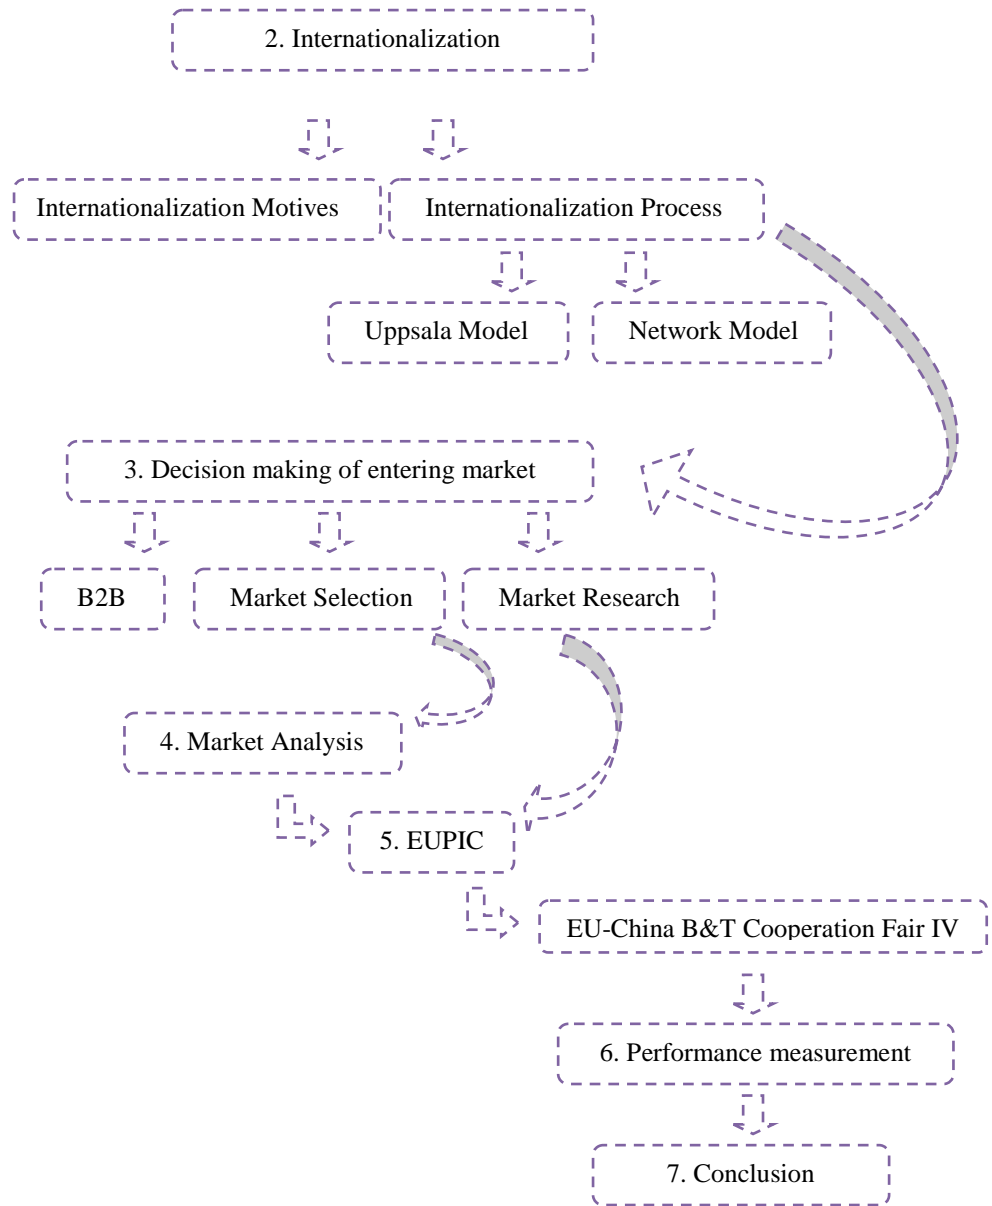 2. Internationalization
Internationalization Motives
Internationalization Process
Uppsala Model
Network Model
3. Decision making of entering market
B2B
Market Selection
Market Research
4. Market Analysis
5. EUPIC
EU-China B&T Cooperation Fair IV
6. Performance measurement
7. Conclusion